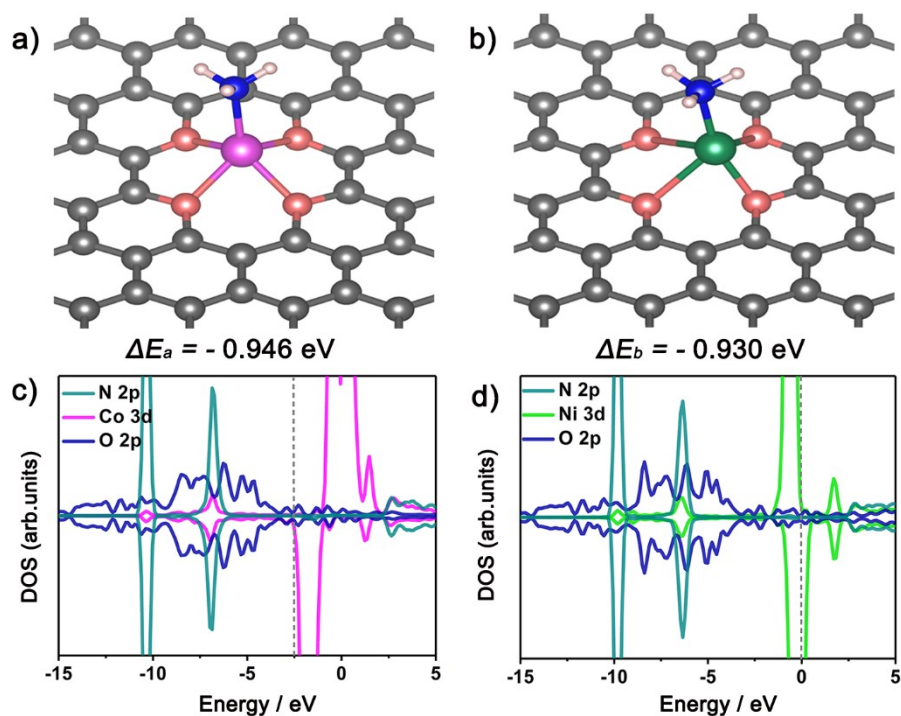 a)
b)
ΔEa = - 0.946 eV
ΔEb = - 0.930 eV
c)
N 2p
Co 3d
O 2p
DOS (arb.units)
-15 -10 -5 0 5
Energy / eV
d)
N 2p
Ni 3d
O 2p
DOS (arb.units)
-15 -10 -5 0 5
Energy / eV